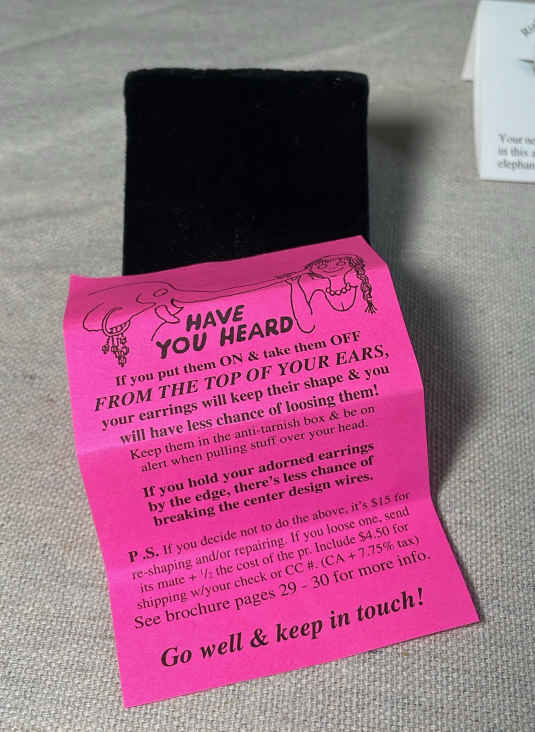 Your
in this
HAVE
YOU HEARD
If you put them ON & take them OFF
FROM THE TOP OF YOUR EARS,
your earrings will keep their shape & you
will have less chance of loosing them!
Keep them in the anti-tarnish box & be on
alert when pulling stuff over your head.
If you hold your adorned earrings
by the edge, there's less chance of
breaking the center design wires.
P.S. If you decide not to do the above, it's $15 for
re-shaping and/or repairing. If you loose one, send
its mate + 1/2 the cost of the pr. Include $4.50 for
shipping w/your check or CC #. (CA + 7.75% tax)
See brochure pages 29 - 30 for more info.
Go well & keep in touch!